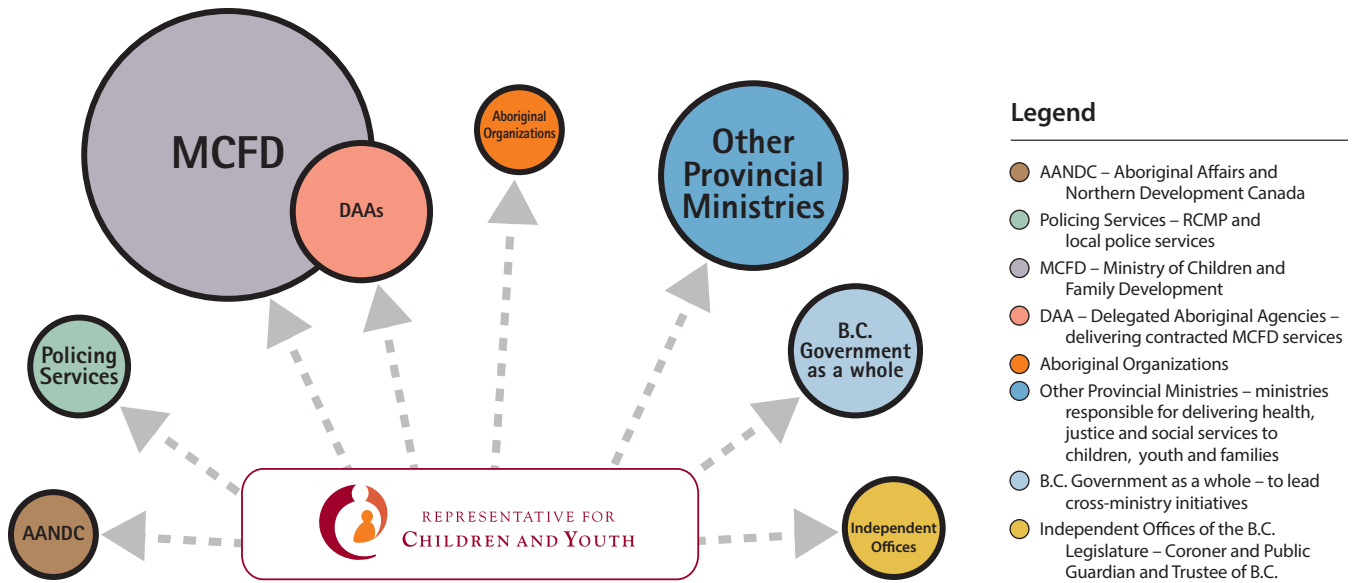 MCFD
DAAs
Aboriginal
Organizations
Other
Provincial
Ministries
Policing
Services
B.C.
Government
as a whole
AANDC
REPRESENTATIVE FOR
CHILDREN AND YOUTH
Independent
Offices
Legend
AANDC – Aboriginal Affairs and
Northern Development Canada
Policing Services – RCMP and
local police services
MCFD – Ministry of Children and
Family Development
DAA – Delegated Aboriginal Agencies –
delivering contracted MCFD services
Aboriginal Organizations
Other Provincial Ministries – ministries
responsible for delivering health,
justice and social services to
children, youth and families
B.C. Government as a whole – to lead
cross-ministry initiatives
Independent Offices of the B.C.
Legislature – Coroner and Public
Guardian and Trustee of B.C.